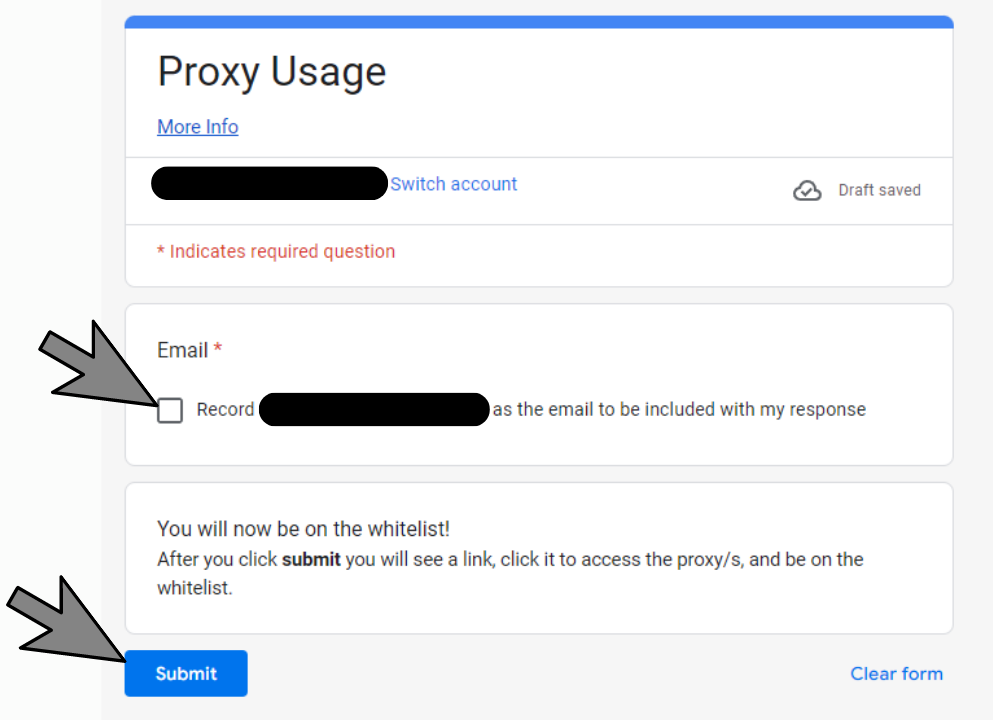 Proxy Usage
More Info
Switch account
Draft saved
* Indicates required question
Email *
Record as the email to be included with my response
You will now be on the whitelist!
After you click submit you will see a link, click it to access the proxy/s, and be on the
whitelist.
Submit
Clear form